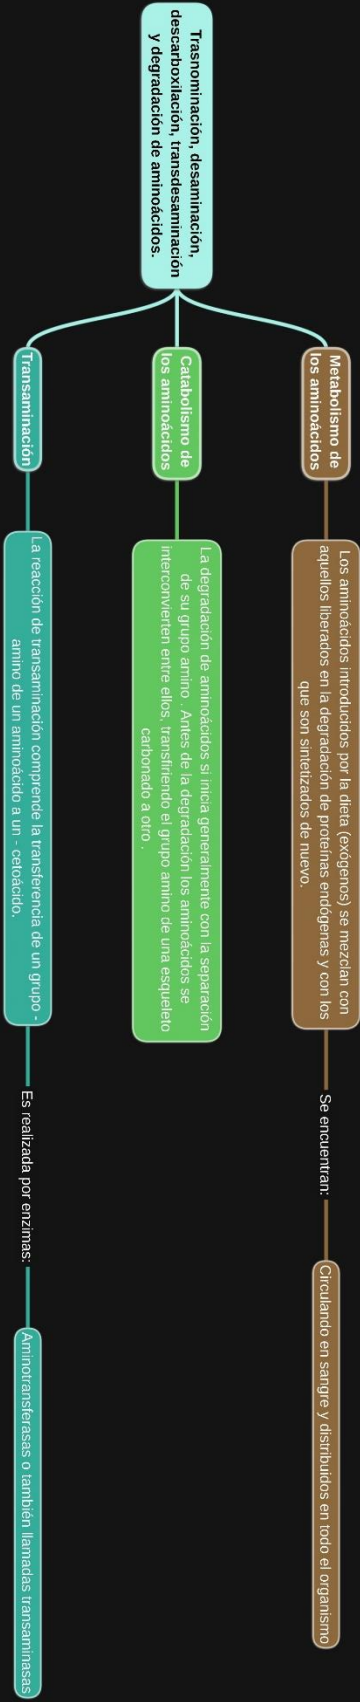 Trasnominación, desaminación,
descarboxilación, transdesaminación
y degradación de aminoácidos.
Metabolismo de
los aminoácidos
Los aminoácidos introducidos por la dieta (exógenos) se mezclan con
aquellos liberados en la degradación de proteínas endógenas y con los
que son sintetizados de nuevo.
Se encuentran:
Circulando en sangre y distribuidos en todo el organismo
Catabolismo de
los aminoácidos
La degradación de aminoácidos si inicia generalmente con la separación
de su grupo amino . Antes de la degradación los aminoácidos se
interconvierten entre ellos, transfiriendo el grupo amino de una esqueleto
carbonado a otro .
Transaminación
La reacción de transaminación comprende la transferencia de un grupo -
amino de un aminoácido a un - cetoácido.
Es realizada por enzimas:
Aminotransferasas o también llamadas transaminasas